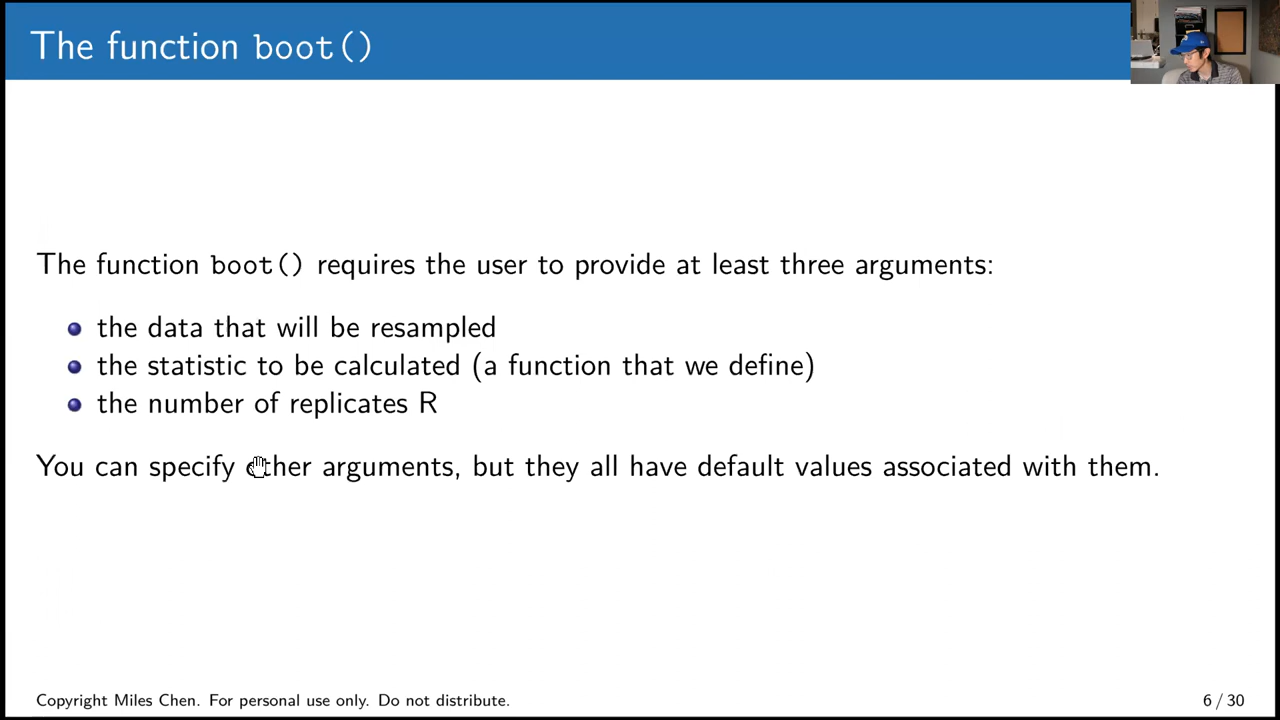 The function boot()
The function boot() requires the user to provide at least three arguments:
the data that will be resampled
the statistic to be calculated (a function that we define)
the number of replicates R
You can specify other arguments, but they all have default values associated with them.
Copyright Miles Chen. For personal use only. Do not distribute.
6 / 30